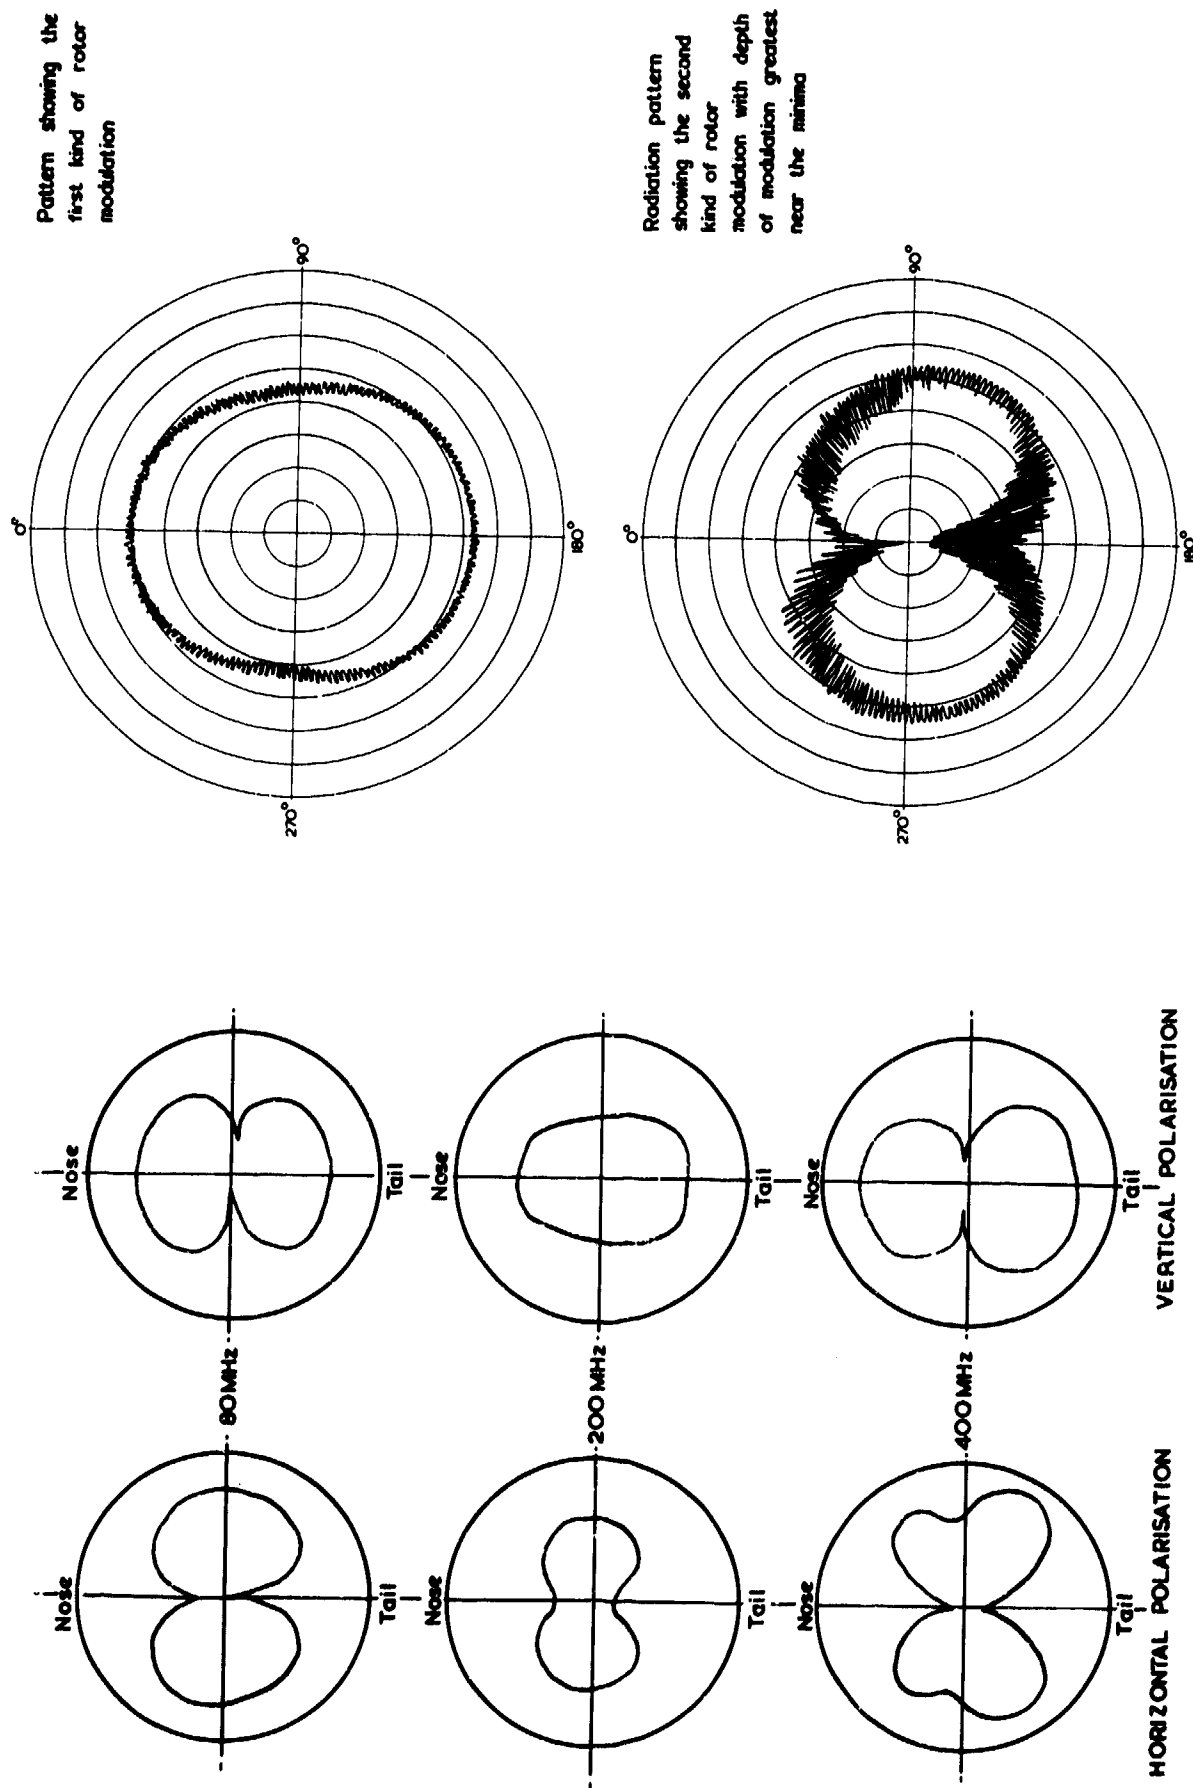 Pattern showing the
first kind of rotor
modulation
0°
90°
180°
270°
Radiation pattern
showing the second
kind of rotor
modulation with depth
of modulation greatest
near the minima
0°
90°
180°
270°
Nose
Tail
80 MHz
Nose
Tail
Nose
Tail
200 MHz
Nose
Tail
Nose
Tail
400 MHz
Nose
Tail
HORIZONTAL POLARISATION
VERTICAL POLARISATION